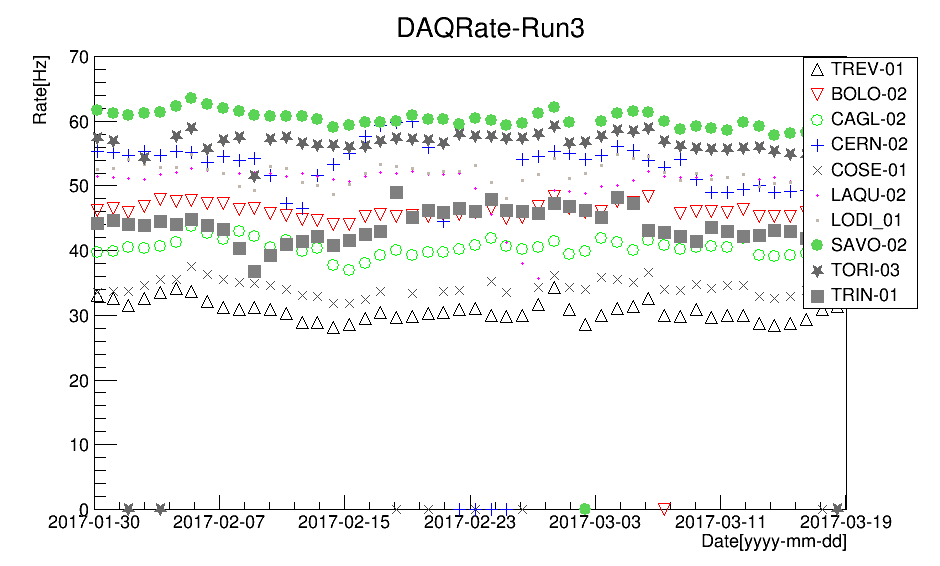 DAQRate-Run3
Rate[Hz]
70
60
50
40
30
20
10
0
TREV-01
BOLO-02
CAGL-02
CERN-02
COSE-01
LAQU-02
LODI_01
SAVO-02
TORI-03
TRIN-01
2017-01-30 2017-02-07 2017-02-15 2017-02-23 2017-03-03 2017-03-11 2017-03-19
Date[yyyy-mm-dd]